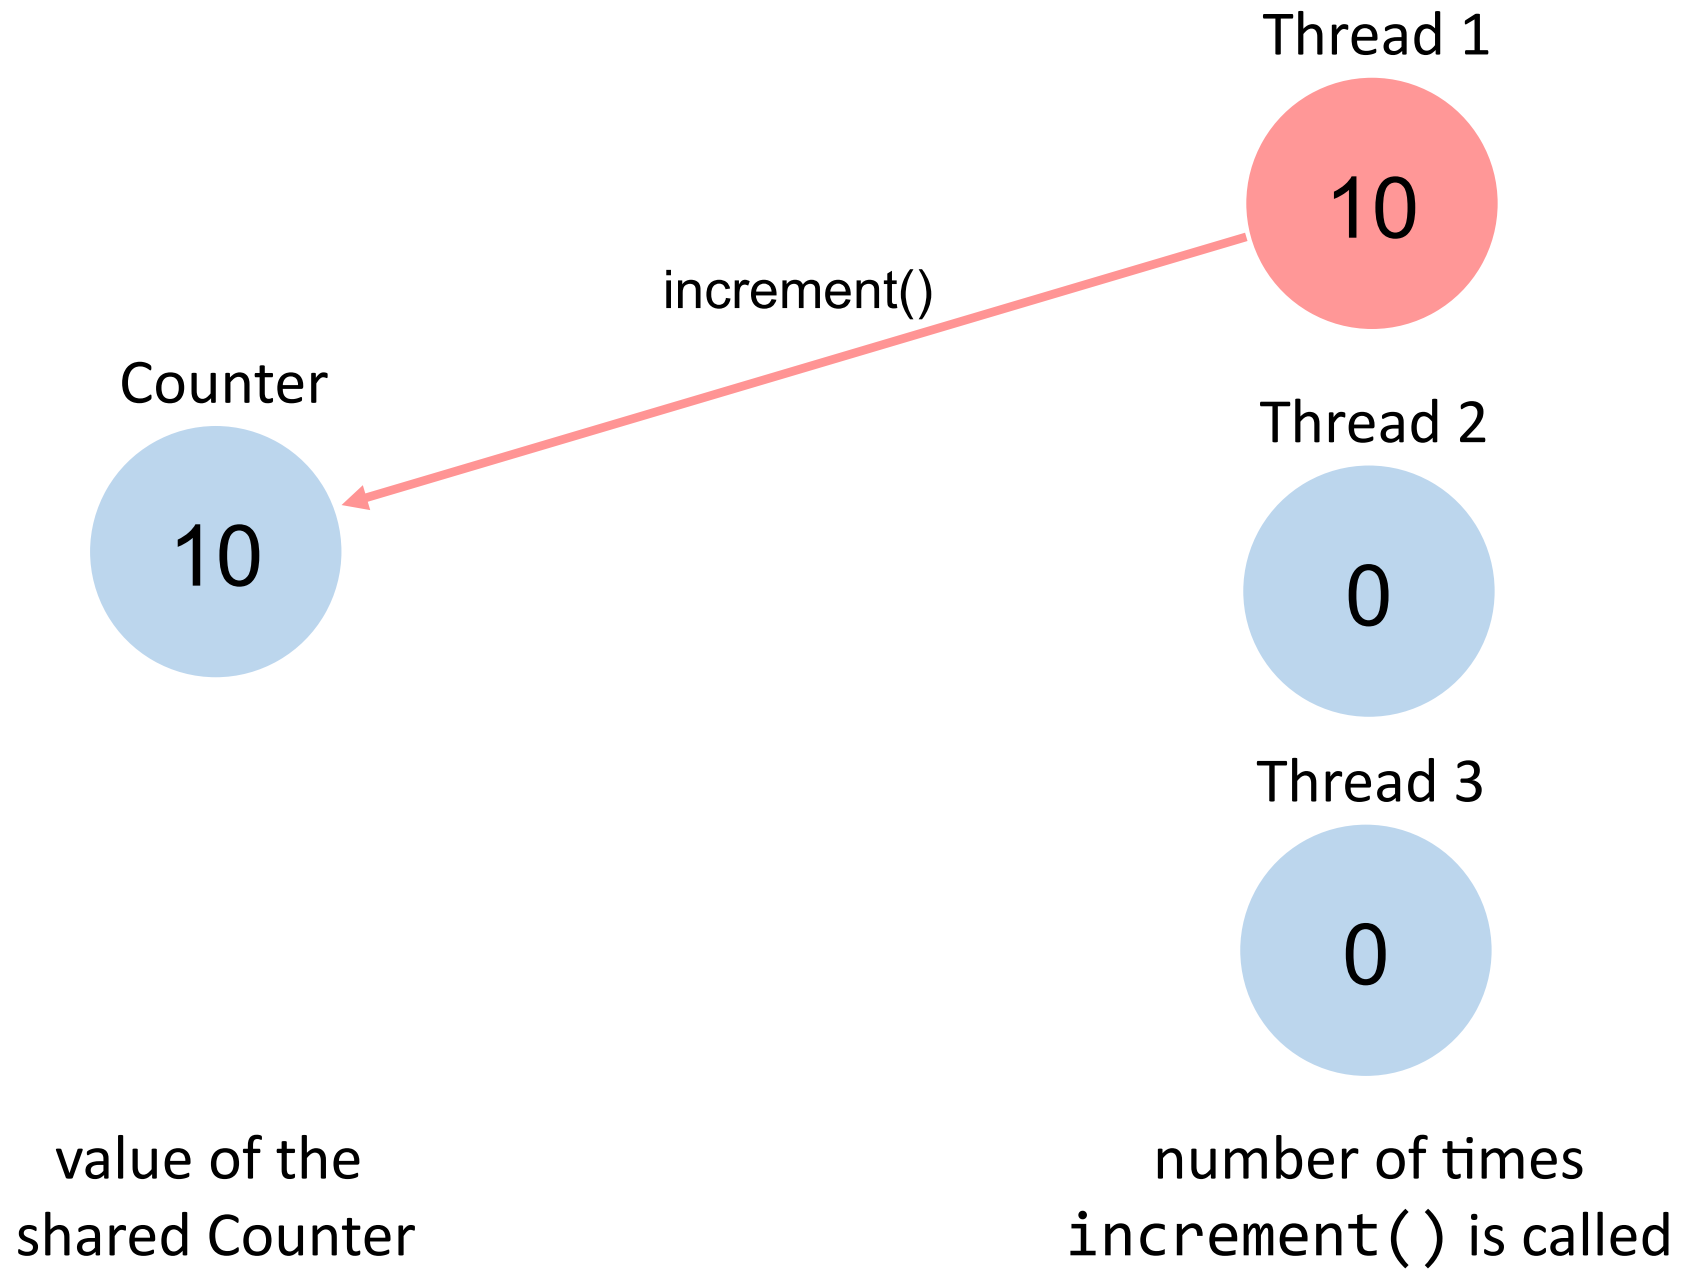 Thread 1
10
increment()
Counter
10
Thread 2
0
Thread 3
0
value of the
shared Counter
number of times
increment() is called